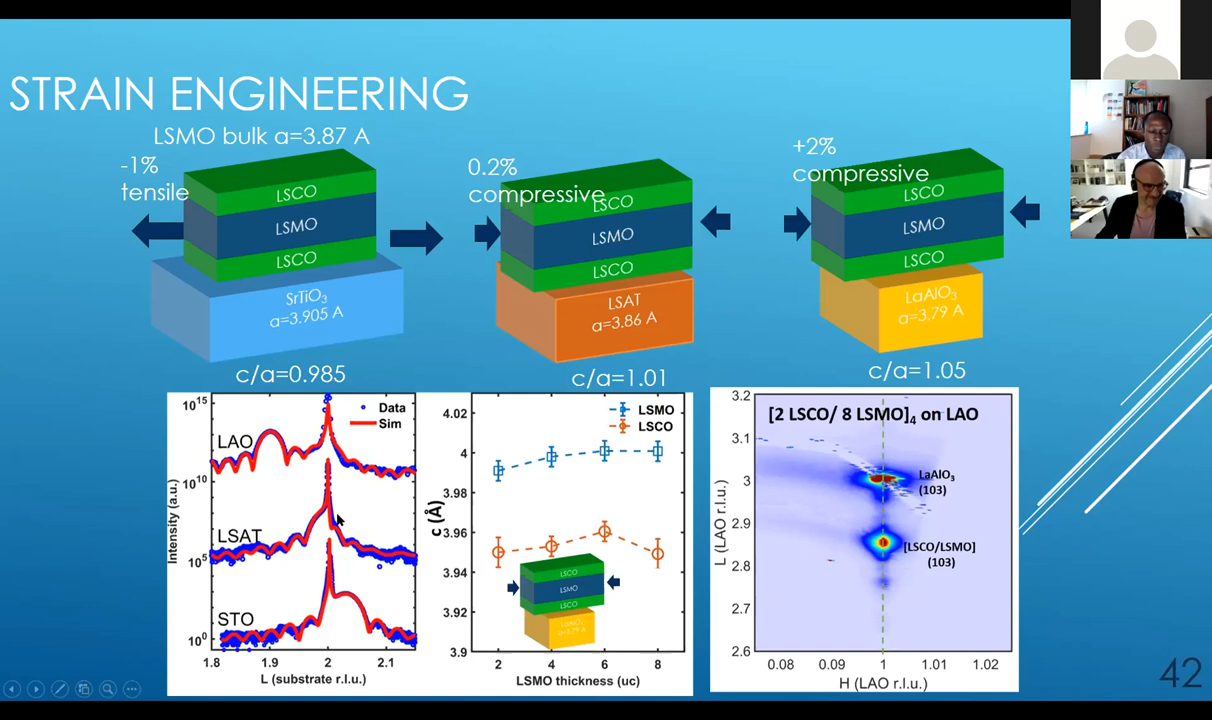 STRAIN ENGINEERING
LSMO bulk a=3.87 A
-1%
tensile
LSCO
LSMO
LSCO
SrTiO3
a=3.905 A
c/a=0.985
0.2%
compressive
LSCO
LSMO
LSCO
LSAT
a=3.86 A
c/a=1.01
+2%
compressive
LSCO
LSMO
LSCO
LaAlO3
a=3.79 A
c/a=1.05
Intensity (a.u.)
10^15
10^10
10^5
10^0
Data
Sim
LAO
LSAT
STO
1.8 1.9 2 2.1
L (substrate r.l.u.)
c (Å)
4.02
4
3.98
3.96
3.94
3.92
3.9
LSMO
LSCO
LSCO
LSMO
LSCO
2 4 6 8
LSMO thickness (uc)
L (LAO r.l.u.)
3.2
3.1
3
2.9
2.8
2.7
2.6
[2 LSCO/ 8 LSMO]4 on LAO
LaAlO3
(103)
[LSCO/LSMO]
(103)
0.08 0.09 1 1.01 1.02
H (LAO r.l.u.)
42